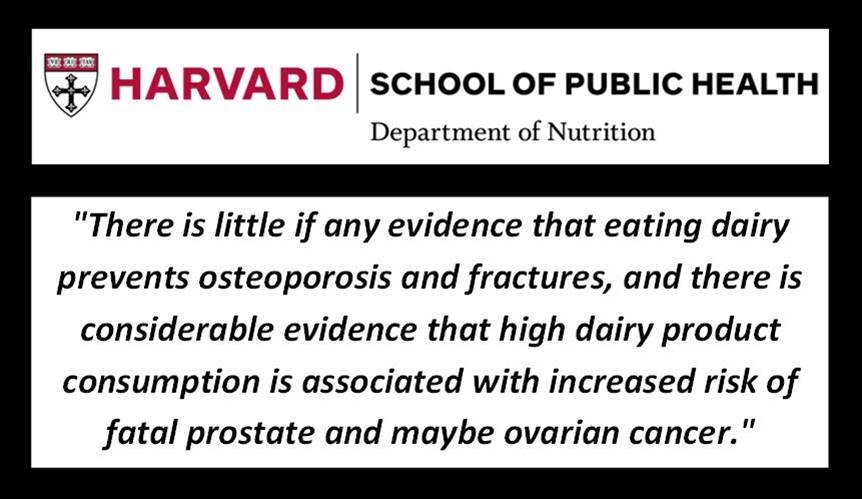 HARVARD
SCHOOL OF PUBLIC HEALTH
Department of Nutrition
"There is little if any evidence that eating dairy
prevents osteoporosis and fractures, and there is
considerable evidence that high dairy product
consumption is associated with increased risk of
fatal prostate and maybe ovarian cancer."